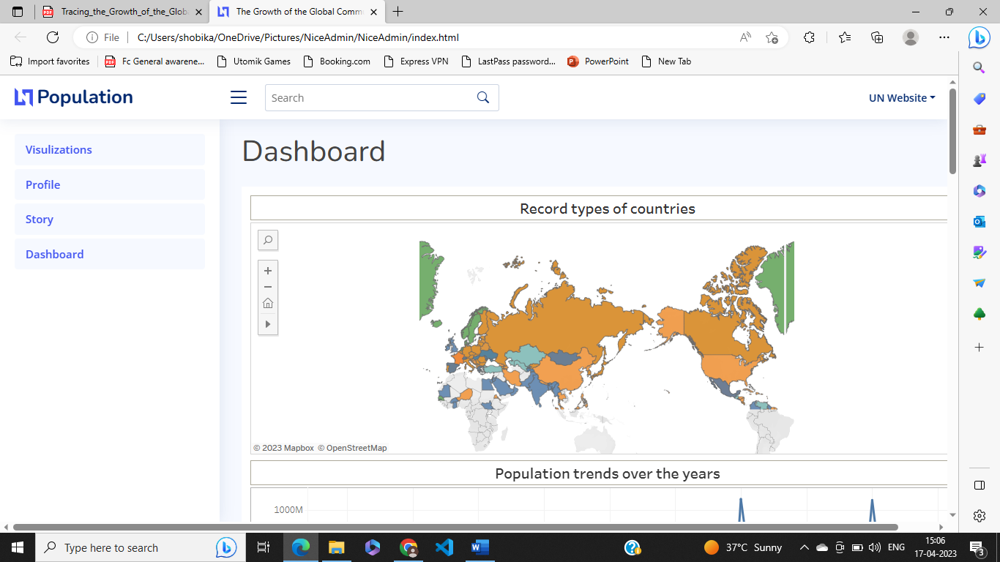 Tracing_the_Growth_of_the_Glob
The Growth of the Global Comm
File
C:/Users/shobika/OneDrive/Pictures/NiceAdmin/NiceAdmin/index.html
Import favorites
Fc General awarene...
Utomik Games
Booking.com
Express VPN
LastPass password...
PowerPoint
New Tab
Population
Search
UN Website
Visulizations
Profile
Story
Dashboard
Dashboard
Record types of countries
© 2023 Mapbox © OpenStreetMap
Population trends over the years
1000M
Type here to search
37°C Sunny
ENG
15:06
17-04-2023
3